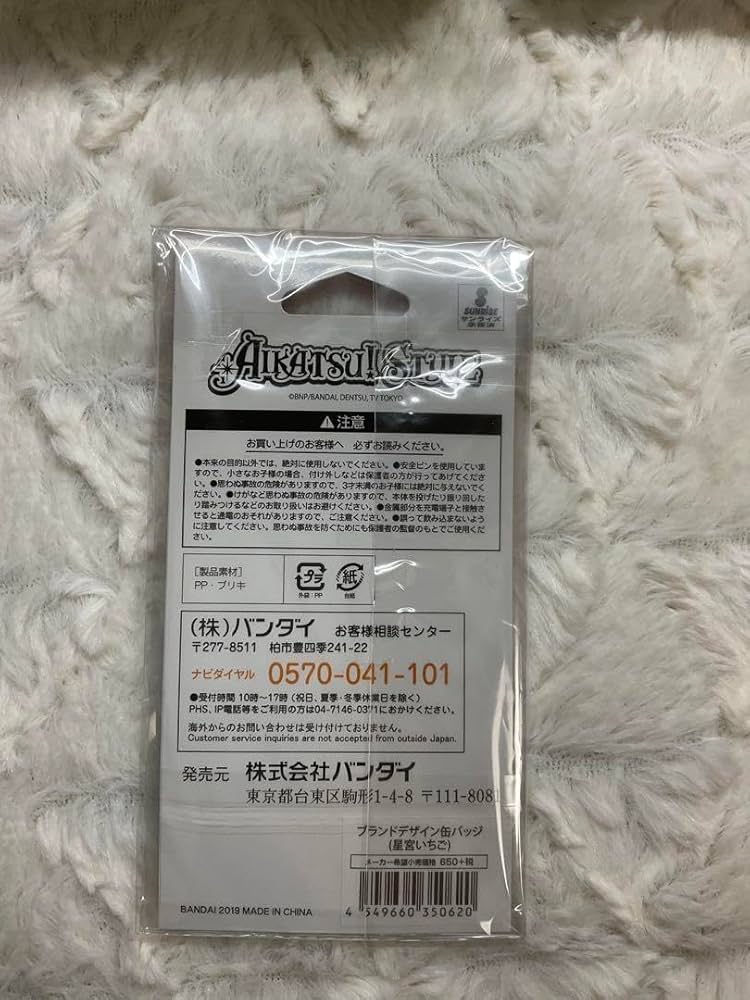 SUNRISE
サンライズ
承認済
AIKATSU! STYLE
©BNP/BANDAI, DENTSU, TV TOKYO
⚠注意
お買い上げのお客様へ 必ずお読みください。
●本来の目的以外では、絶対に使用しないでください。●安全ピンを使用していま
すので、小さなお子様の場合、付け外しなどは保護者の方が行ってあげてくださ
い。●思わぬ事故の危険がありますので、3才未満のお子様には絶対に与えないでく
ださい。●けがなど思わぬ事故の危険がありますので、本体を投げたり振り回した
り踏みつけるなどのお取り扱いはお避けください。●金属部分を充電端子と接触さ
せると通電のおそれがありますので、ご注意ください。●誤って飲み込まないよう
に注意してください。思わぬ事故を防ぐためにも保護者の監督のもとでご使用くだ
さい。
[製品素材]
PP・ブリキ
プラ
外袋:PP
紙
台紙
(株)バンダイ お客様相談センター
〒277-8511 柏市豊四季241-22
ナビダイヤル 0570-041-101
●受付時間 10時〜17時 (祝日、夏季・冬季休業日を除く)
PHS、IP電話等をご利用の方は04-7146-0371におかけください。
海外からのお問い合わせは受け付けておりません。
Customer service inquiries are not accepted from outside Japan.
発売元 株式会社バンダイ
東京都台東区駒形1-4-8 〒111-8081
ブランドデザイン缶バッジ
(星宮いちご)
メーカー希望小売価格 650+税
BANDAI 2019 MADE IN CHINA
4 549660 350620